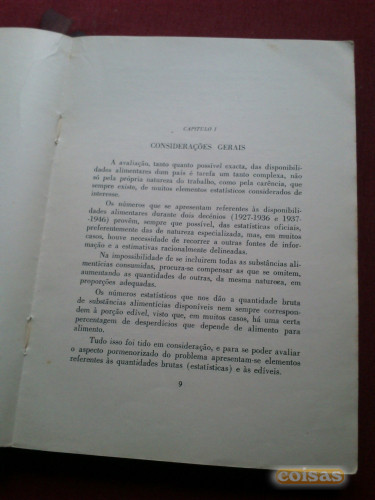 CAPITULO I
CONSIDERAÇÕES GERAIS
A avaliação, tanto quanto possível exacta, das disponibili-
dades alimentares dum país é tarefa um tanto complexa, não
só pela própria natureza do trabalho, como pela carência, que
sempre existe, de muitos elementos estatísticos considerados de
interesse.
Os números que se apresentam referentes às disponibili-
dades alimentares durante dois decénios (1927-1936 e 1937-
-1946) provêm, sempre que possível, das estatísticas oficiais,
preferentemente das de natureza especializada, mas, em muitos
casos, houve necessidade de recorrer a outras fontes de infor-
mação e a estimativas racionalmente delineadas.
Na impossibilidade de se incluirem todas as substâncias ali-
mentícias consumidas, procura-se compensar as que se omitem,
aumentando as quantidades de outras, da mesma natureza, em
proporções adequadas.
Os números estatísticos que nos dão a quantidade bruta
de substâncias alimentícias disponíveis nem sempre correspon-
dem à porção edível, visto que, em muitos casos, há uma certa
percentagem de desperdícios que depende de alimento para
alimento.
Tudo isso foi tido em consideração, e para se poder avaliar
o aspecto pormenorizado do problema apresentam-se elementos
referentes às quantidades brutas (estatísticas) e às edíveis.
9
coisas